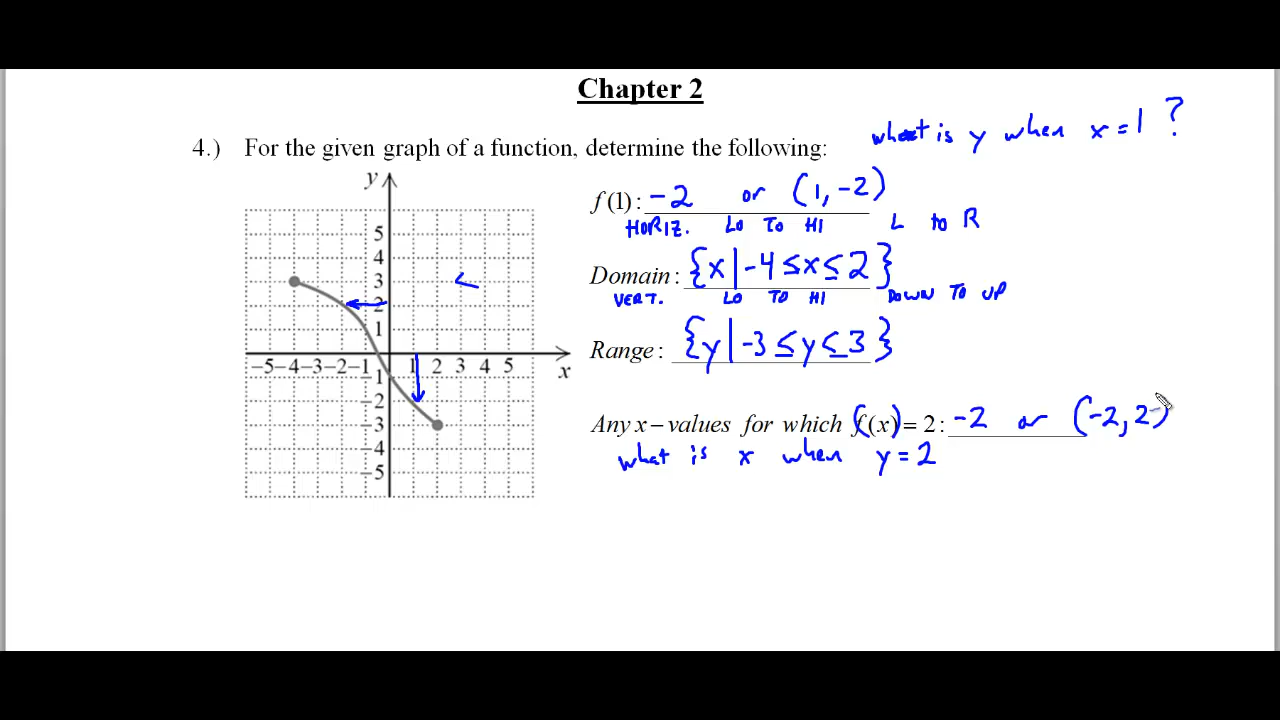 Chapter 2
what is y when x = 1 ?
4.) For the given graph of a function, determine the following:
f(1): -2 or (1, -2)
HORIZ. LO TO HI L to R
Domain: {x | -4 ≤ x ≤ 2}
VERT. LO TO HI DOWN TO UP
Range: {y | -3 ≤ y ≤ 3}
Any x – values for which f(x) = 2: -2 or (-2, 2)
what is x when y = 2
y
5
4
3
2
1
-5 -4 -3 -2 -1 1 2 3 4 5 x
-1
-2
-3
-4
-5